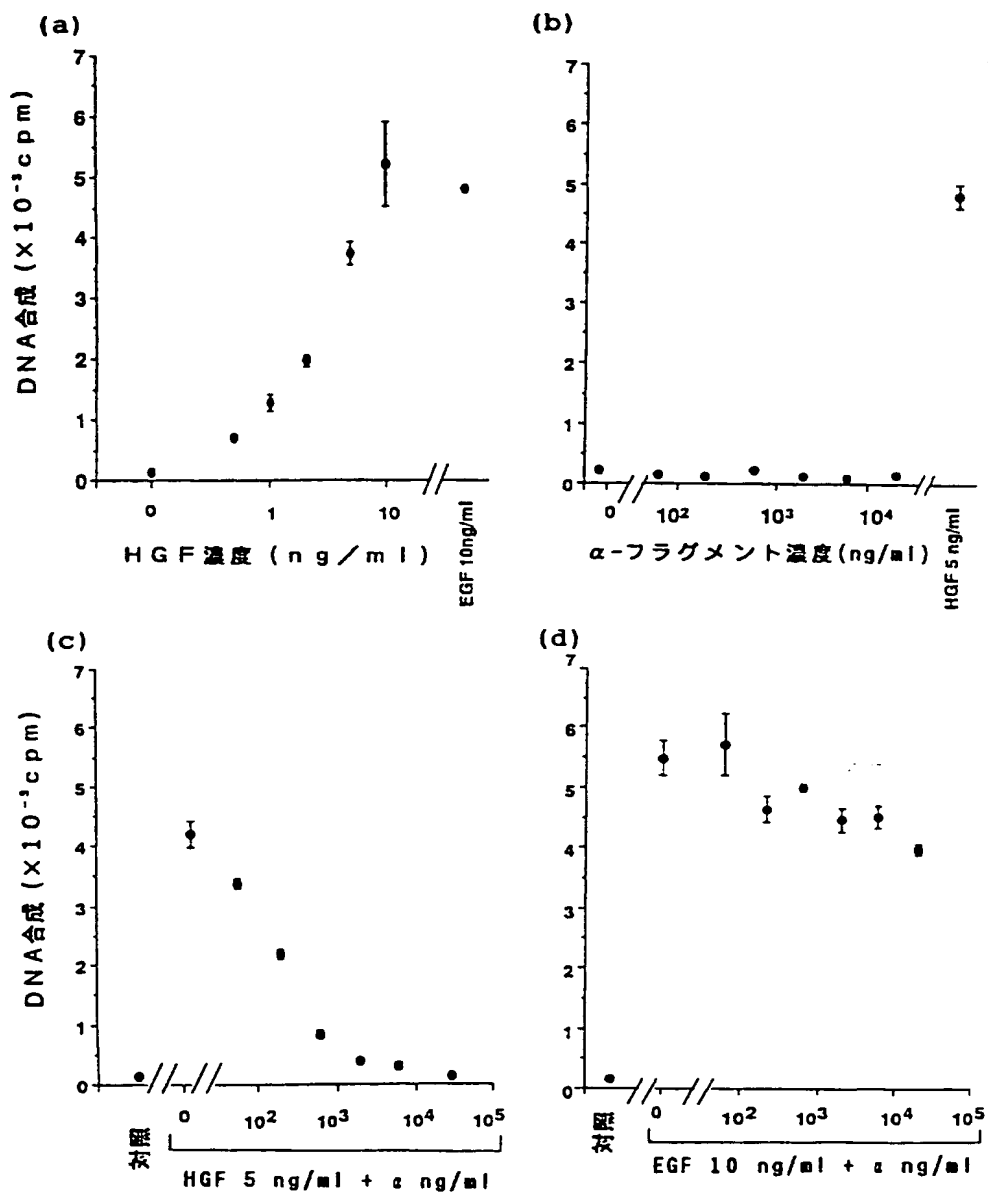 (a)
DNA合成 (×10⁻³cpm)
7
6
5
4
3
2
1
0
0 1 10
HGF濃度 (ng/ml)
EGF 10ng/ml
(b)
7
6
5
4
3
2
1
0
0 10² 10³ 10⁴
α-フラグメント濃度(ng/ml)
HGF 5 ng/ml
(c)
DNA合成 (×10⁻³cpm)
7
6
5
4
3
2
1
0
対照
0 10² 10³ 10⁴ 10⁵
HGF 5 ng/ml + α ng/ml
(d)
7
6
5
4
3
2
1
0
対照
0 10² 10³ 10⁴ 10⁵
EGF 10 ng/ml + α ng/ml